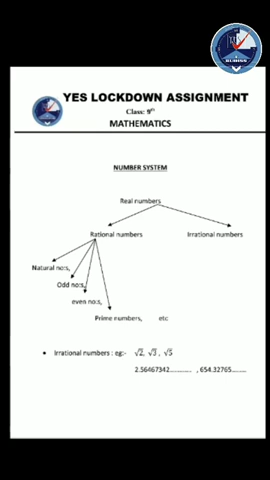 YES LOCKDOWN ASSIGNMENT
Class: 9th
MATHEMATICS
NUMBER SYSTEM
Real numbers
Rational numbers Irrational numbers
Natural no:s,
Odd no:s,
even no:s,
Prime numbers, etc
• Irrational numbers : eg:- √2, √3 , √5
2.56467342............ , 654.32765........